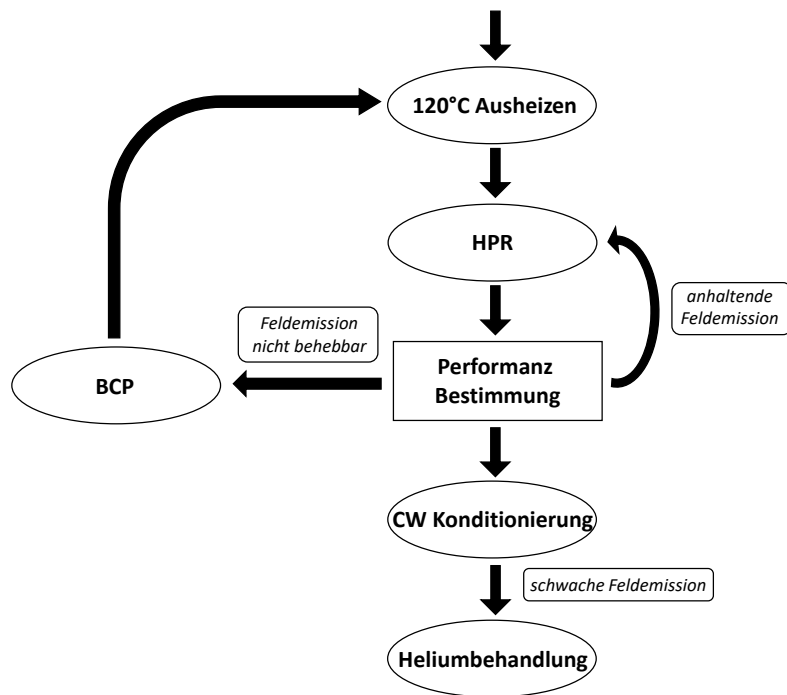 120°C Ausheizen
HPR
anhaltende
Feldemission
Feldemission
nicht behebbar
Performanz
Bestimmung
BCP
CW Konditionierung
schwache Feldemission
Heliumbehandlung